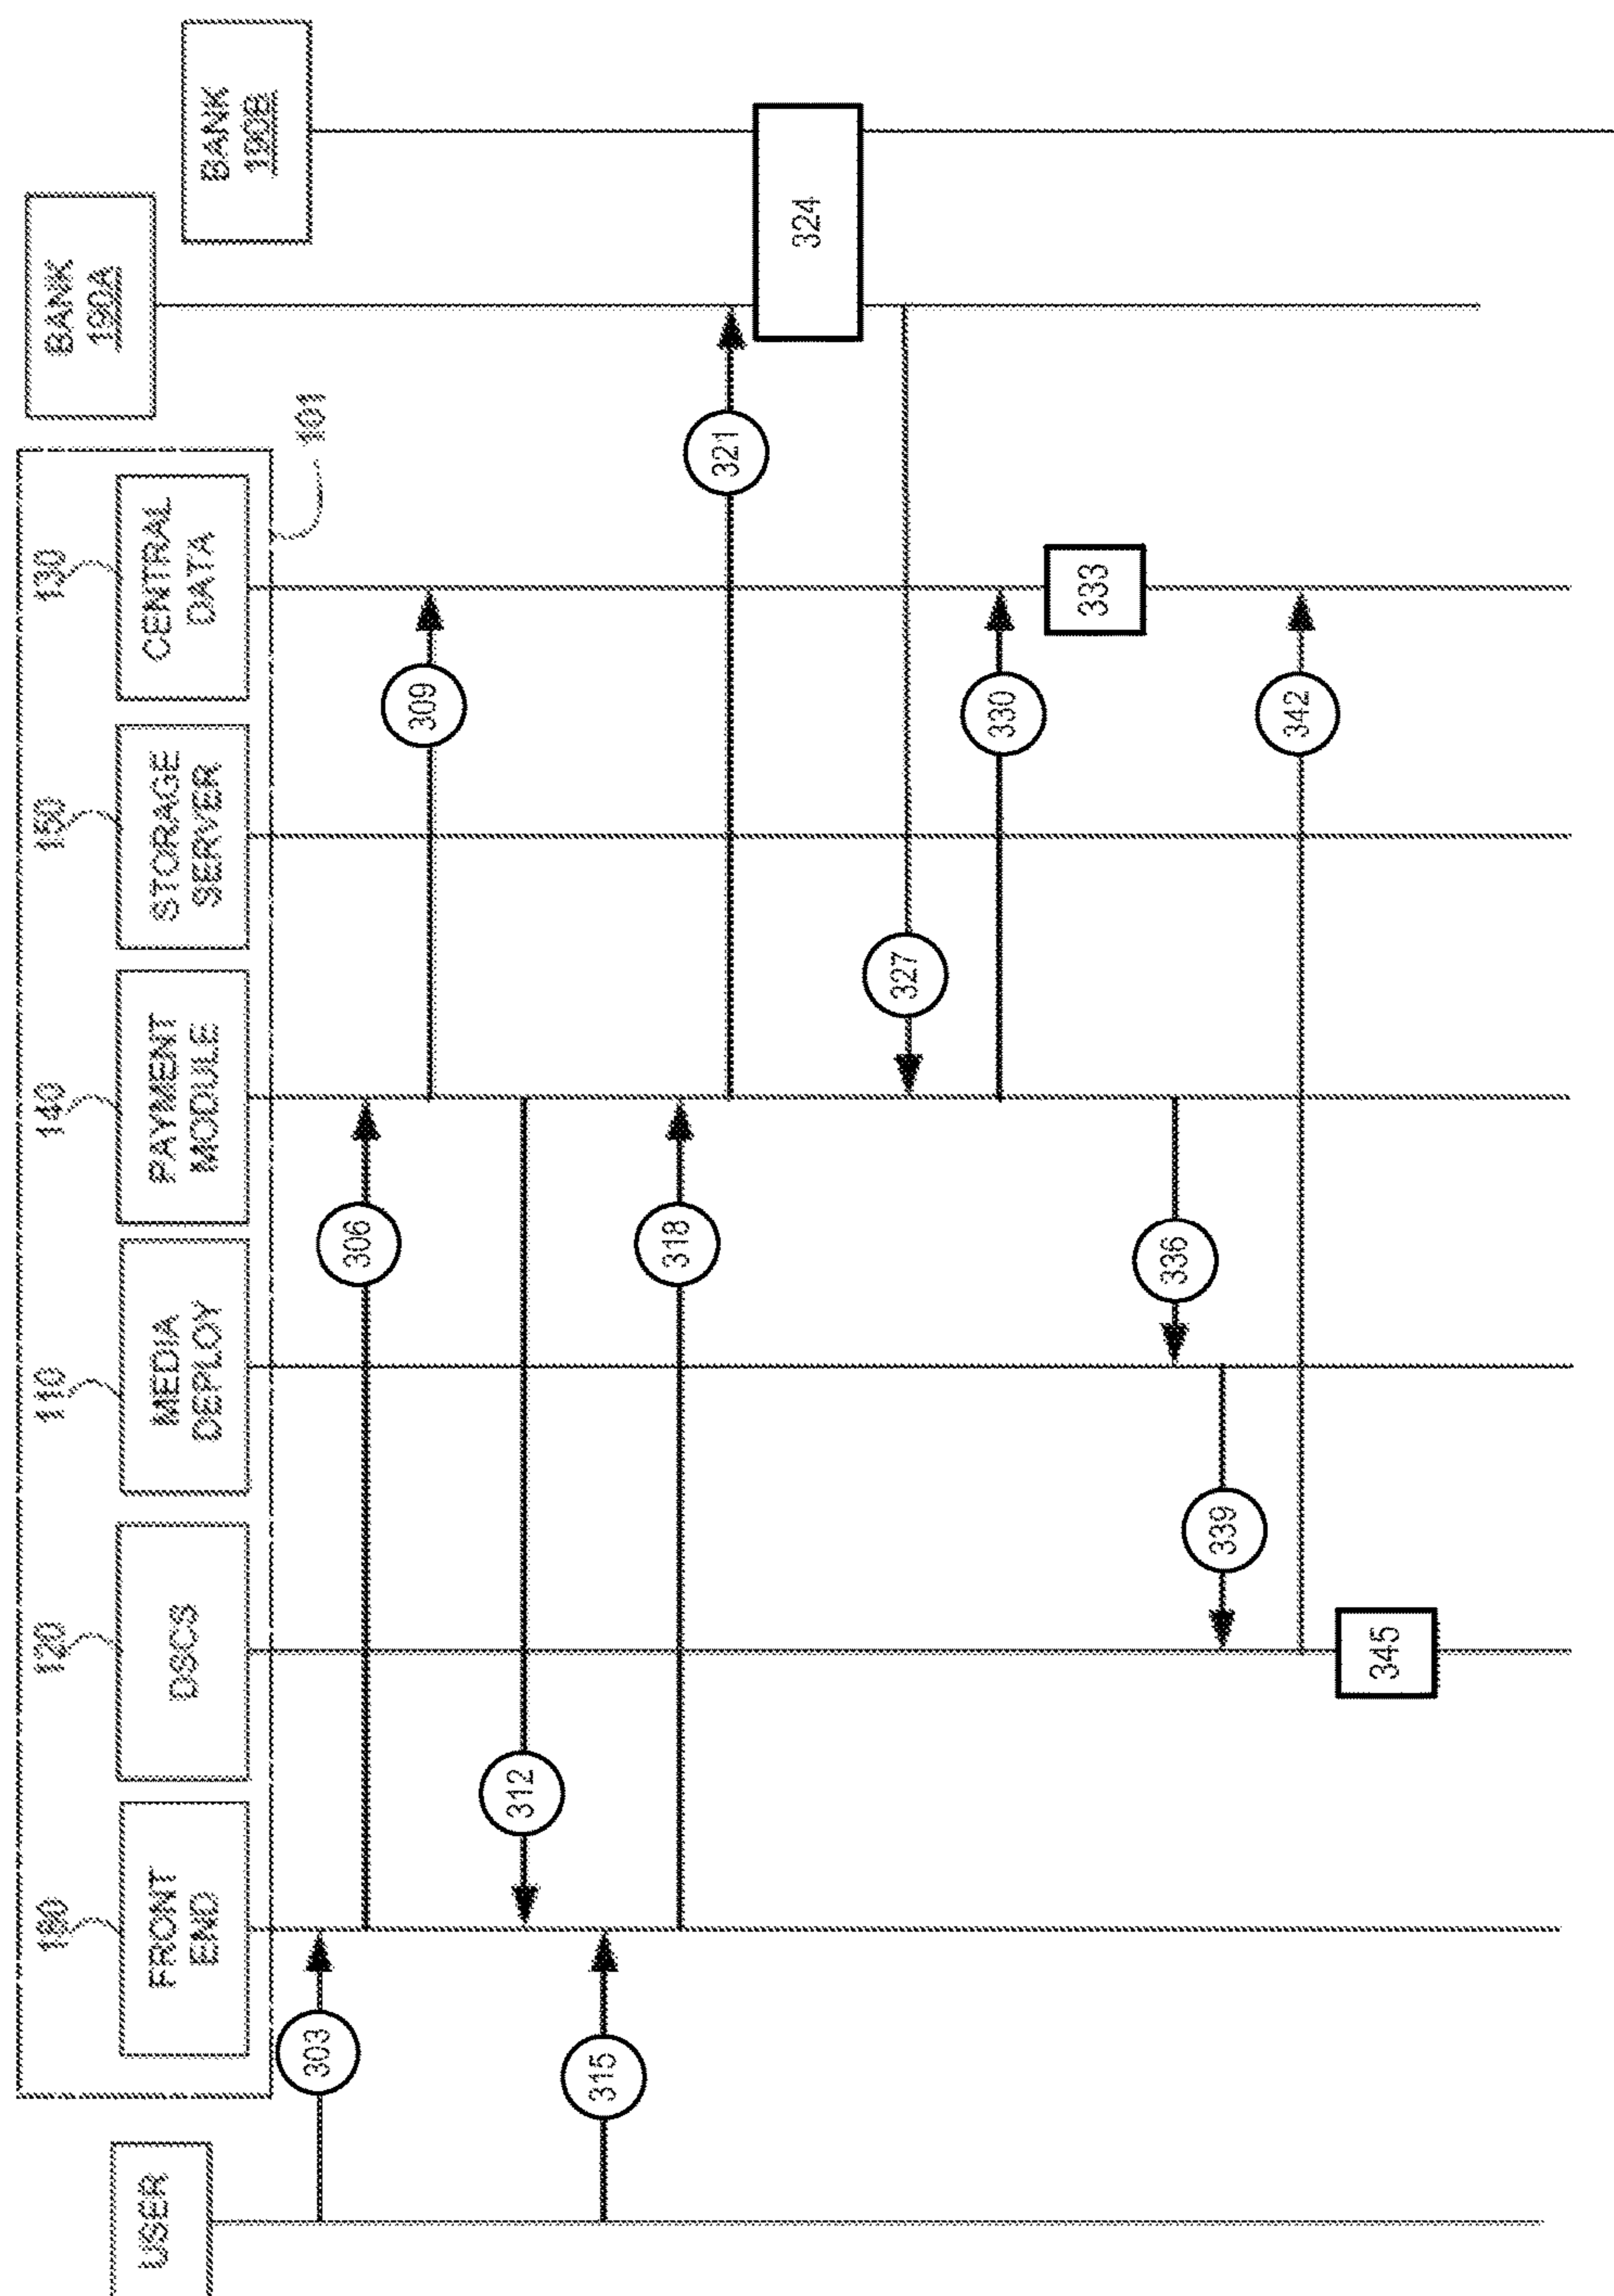 USER
FRONT
END
120
DSCS
110
MEDIA
DEPLOY
140
PAYMENT
MODULE
150
STORAGE
SERVER
130
CENTRAL
DATA
101
BANK
190A
BANK
190B
303
306
309
312
315
318
321
324
327
330
333
336
339
342
345